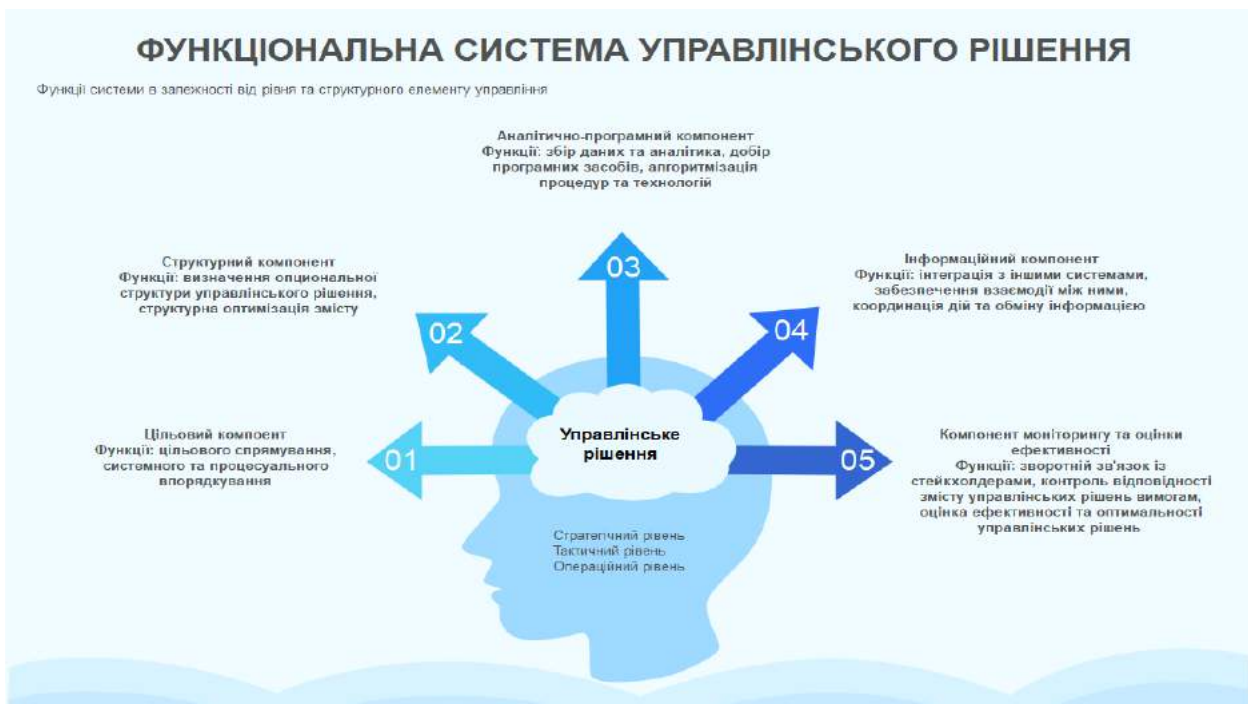 ФУНКЦІОНАЛЬНА СИСТЕМА УПРАВЛІНСЬКОГО РІШЕННЯ
Функції системи в залежності від рівня та структурного елементу управління
Аналітично-програмний компонент
Функції: збір даних та аналітика, добір
програмних засобів, алгоритмізація
процедур та технологій
03
Структурний компонент
Функції: визначення опціональної
структури управлінського рішення,
структурна оптимізація змісту
02
Інформаційний компонент
Функції: інтеграція з іншими системами,
забезпечення взаємодії між ними,
координація дій та обміну інформацією
04
Цільовий компоент
Функції: цільового спрямування,
системного та процесуального
впорядкування
01
Управлінське
рішення
05
Компонент моніторингу та оцінки
ефективності
Функції: зворотній зв'язок із
стейкхолдерами, контроль відповідності
змісту управлінських рішень вимогам,
оцінка ефективності та оптимальності
управлінських рішень
Стратегічний рівень
Тактичний рівень
Операційний рівень